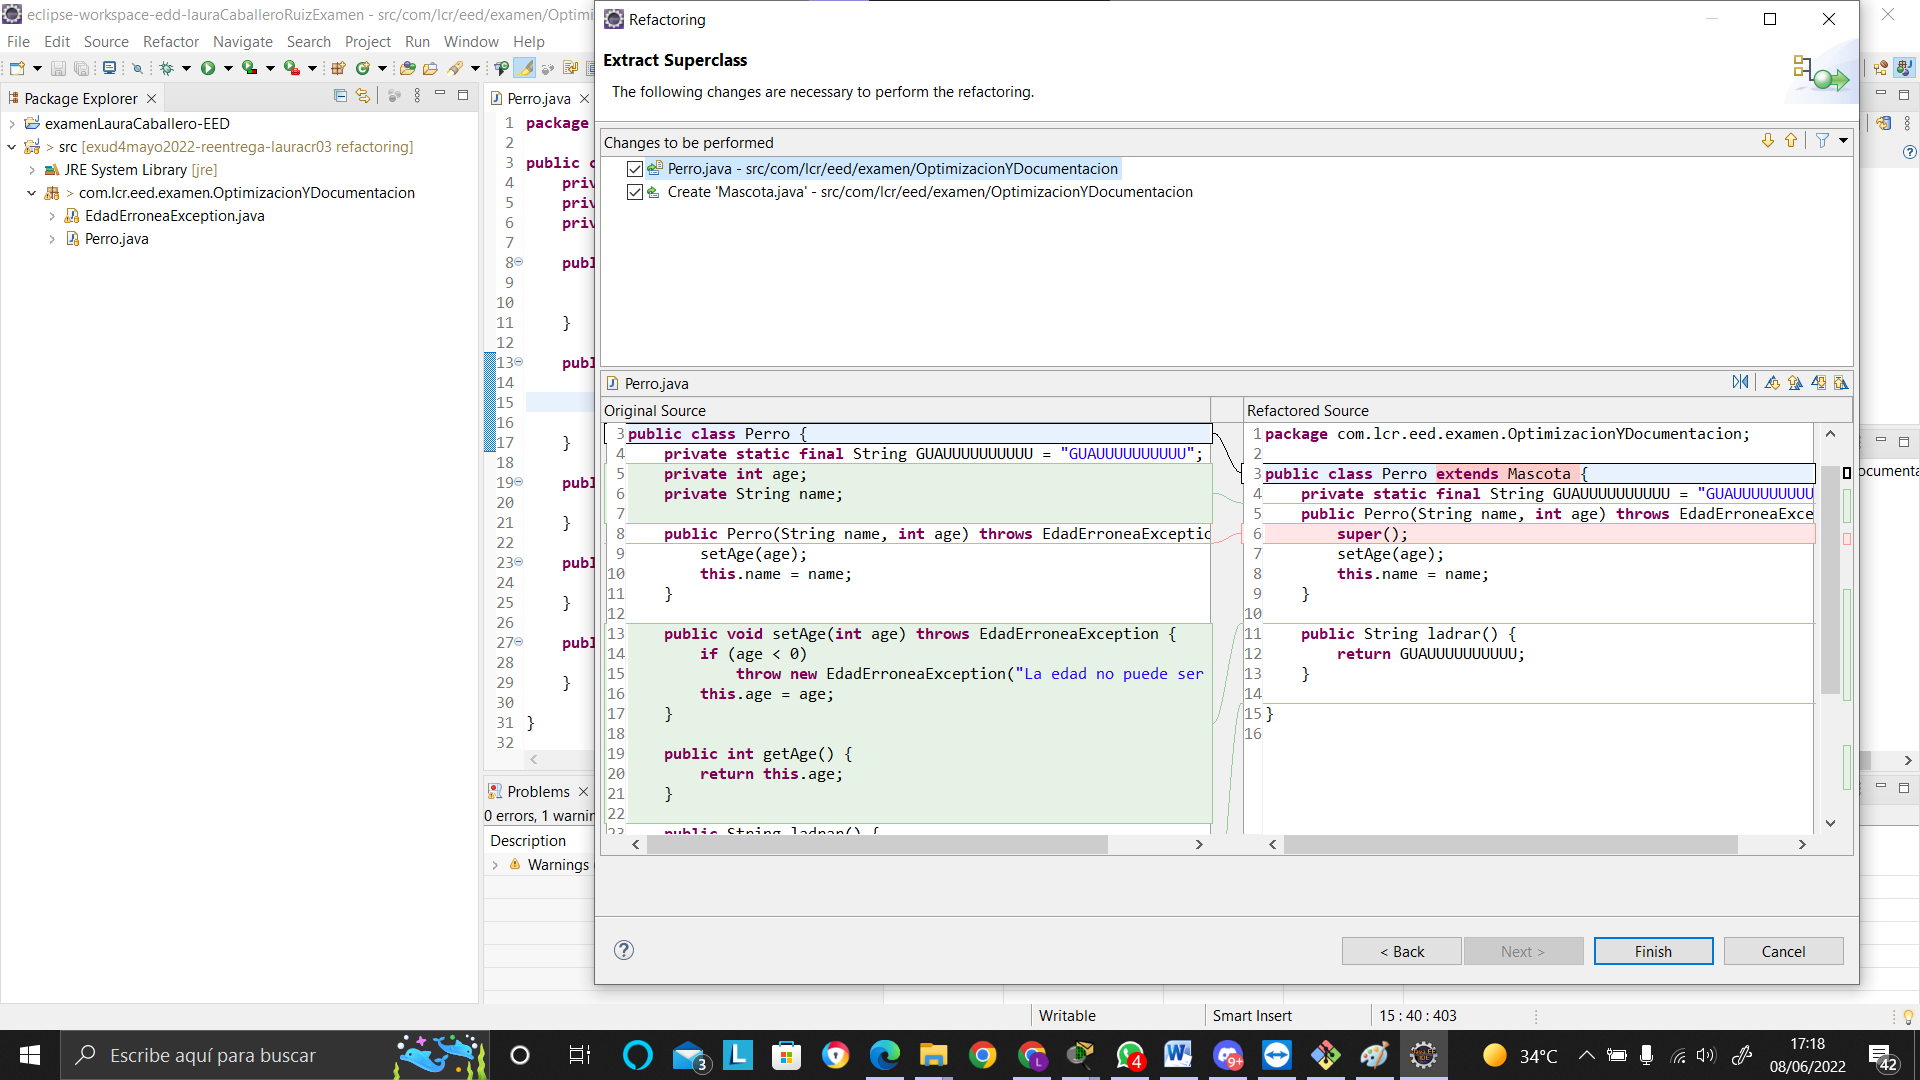 eclipse-workspace-edd-lauraCaballeroRuizExamen - src/com/lcr/eed/examen/Optimi
File Edit Source Refactor Navigate Search Project Run Window Help
Package Explorer
examenLauraCaballero-EED
> src [exud4mayo2022-reentrega-lauracr03 refactoring]
JRE System Library [jre]
> com.lcr.eed.examen.OptimizacionYDocumentacion
EdadErroneaException.java
Perro.java
Perro.java
1 package
2
3 public c
4 priv
5 priv
6 priv
7
8 publ
9
10
11 }
12
13 publ
14
15
16
17 }
18
19 publ
20
21 }
22
23 publ
24
25 }
26
27 publ
28
29 }
30
31 }
32
Problems
0 errors, 1 warnin
Description
Warnings
Refactoring
Extract Superclass
The following changes are necessary to perform the refactoring.
Changes to be performed
Perro.java - src/com/lcr/eed/examen/OptimizacionYDocumentacion
Create 'Mascota.java' - src/com/lcr/eed/examen/OptimizacionYDocumentacion
Perro.java
Original Source
3 public class Perro {
4 private static final String GUAUUUUUUUUUU = "GUAUUUUUUUUUU";
5 private int age;
6 private String name;
7
8 public Perro(String name, int age) throws EdadErroneaExceptic
9 setAge(age);
10 this.name = name;
11 }
12
13 public void setAge(int age) throws EdadErroneaException {
14 if (age < 0)
15 throw new EdadErroneaException("La edad no puede ser
16 this.age = age;
17 }
18
19 public int getAge() {
20 return this.age;
21 }
22
23 public String ladrar() {
Refactored Source
1 package com.lcr.eed.examen.OptimizacionYDocumentacion;
2
3 public class Perro extends Mascota {
4 private static final String GUAUUUUUUUUUU = "GUAUUUUUUUUU
5 public Perro(String name, int age) throws EdadErroneaExce
6 super();
7 setAge(age);
8 this.name = name;
9 }
10
11 public String ladrar() {
12 return GUAUUUUUUUUUU;
13 }
14
15 }
16
< Back
Next >
Finish
Cancel
ocumenta
Writable
Smart Insert
15 : 40 : 403
Escribe aquí para buscar
3
L
L
4
9+
34°C
17:18
08/06/2022
42